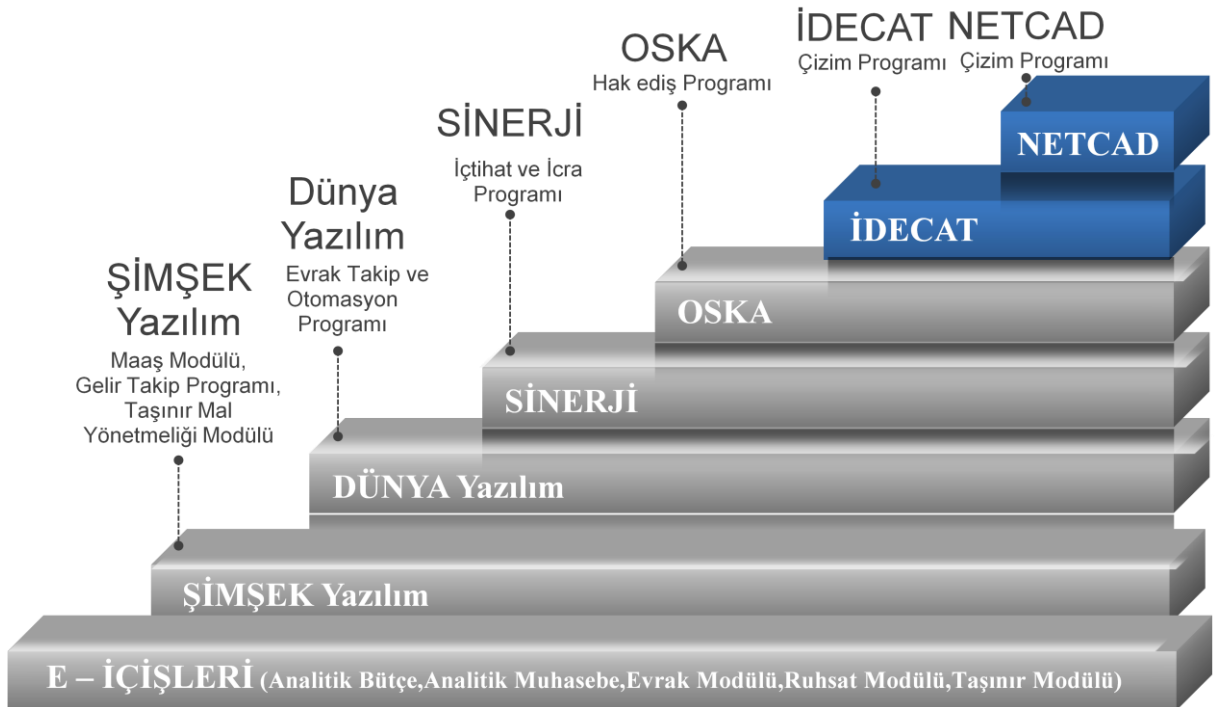 İDECAT
Çizim Programı
NETCAD
Çizim Programı
OSKA
Hak ediş Programı
SİNERJİ
İçtihat ve İcra
Programı
Dünya
Yazılım
Evrak Takip ve
Otomasyon
Programı
ŞİMŞEK
Yazılım
Maaş Modülü,
Gelir Takip Programı,
Taşınır Mal
Yönetmeliği Modülü
NETCAD
İDECAT
OSKA
SİNERJİ
DÜNYA Yazılım
ŞİMŞEK Yazılım
E – İÇİŞLERİ (Analitik Bütçe,Analitik Muhasebe,Evrak Modülü,Ruhsat Modülü,Taşınır Modülü)